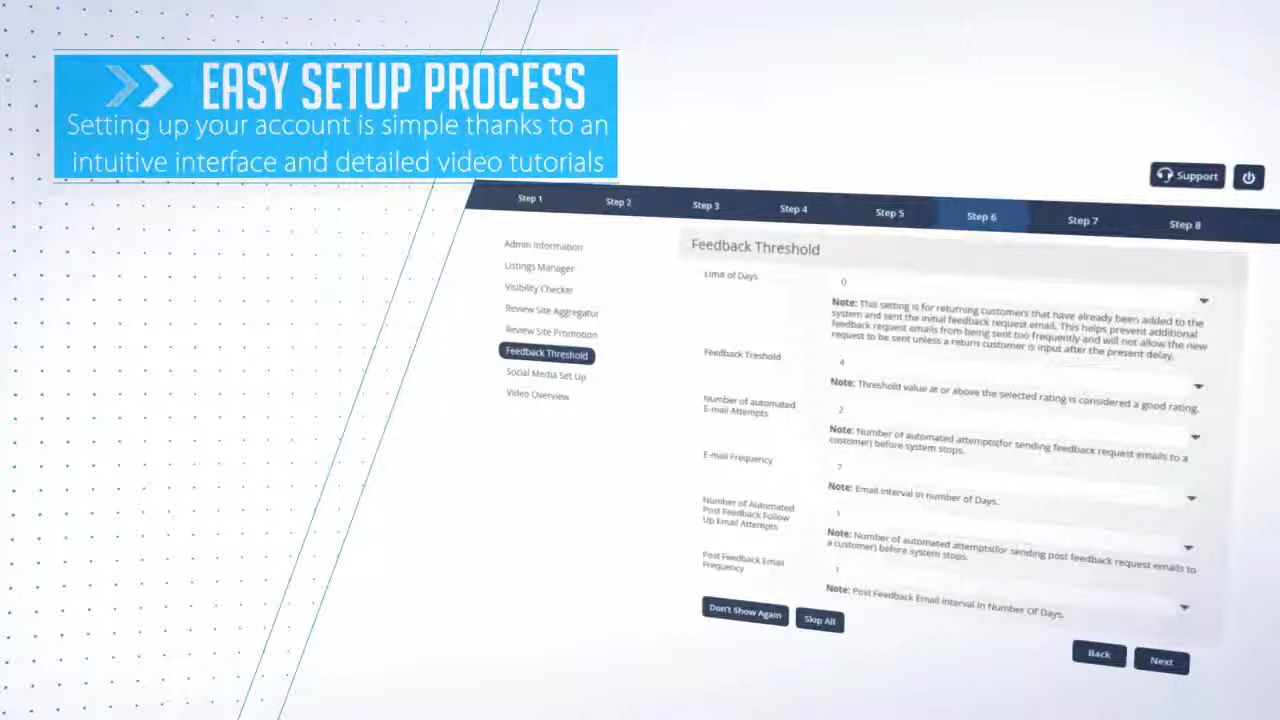 EASY SETUP PROCESS
Setting up your account is simple thanks to an
intuitive interface and detailed video tutorials
Support
Step 1
Step 2
Step 3
Step 4
Step 5
Step 6
Step 7
Step 8
Admin Information
Listings Manager
Visibility Checker
Review Site Aggregator
Review Site Promotion
Feedback Threshold
Social Media Set Up
Video Overview
Feedback Threshold
Limit of Days
0
Note: This setting is for returning customers that have already been added to the
system and sent the initial feedback request email. This helps prevent additional
feedback request emails from being sent too frequently and will not allow the new
request to be sent unless a return customer is input after the present delay.
Feedback Treshold
4
Note: Threshold value at or above the selected rating is considered a good rating.
Number of automated
E-mail Attempts
2
Note: Number of automated attempts(for sending feedback request emails to a
customer) before system stops.
E-mail Frequency
7
Note: Email interval in number of Days.
Number of Automated
Post Feedback Follow
Up Email Attempts
1
Note: Number of automated attempts(for sending post feedback request emails to
a customer) before system stops.
Post Feedback Email
Frequency
1
Note: Post Feedback Email Interval In Number Of Days.
Don't Show Again
Skip All
Back
Next